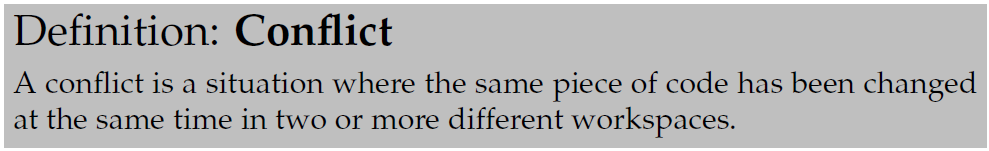 Definition: Conflict
A conflict is a situation where the same piece of code has been changed
at the same time in two or more different workspaces.